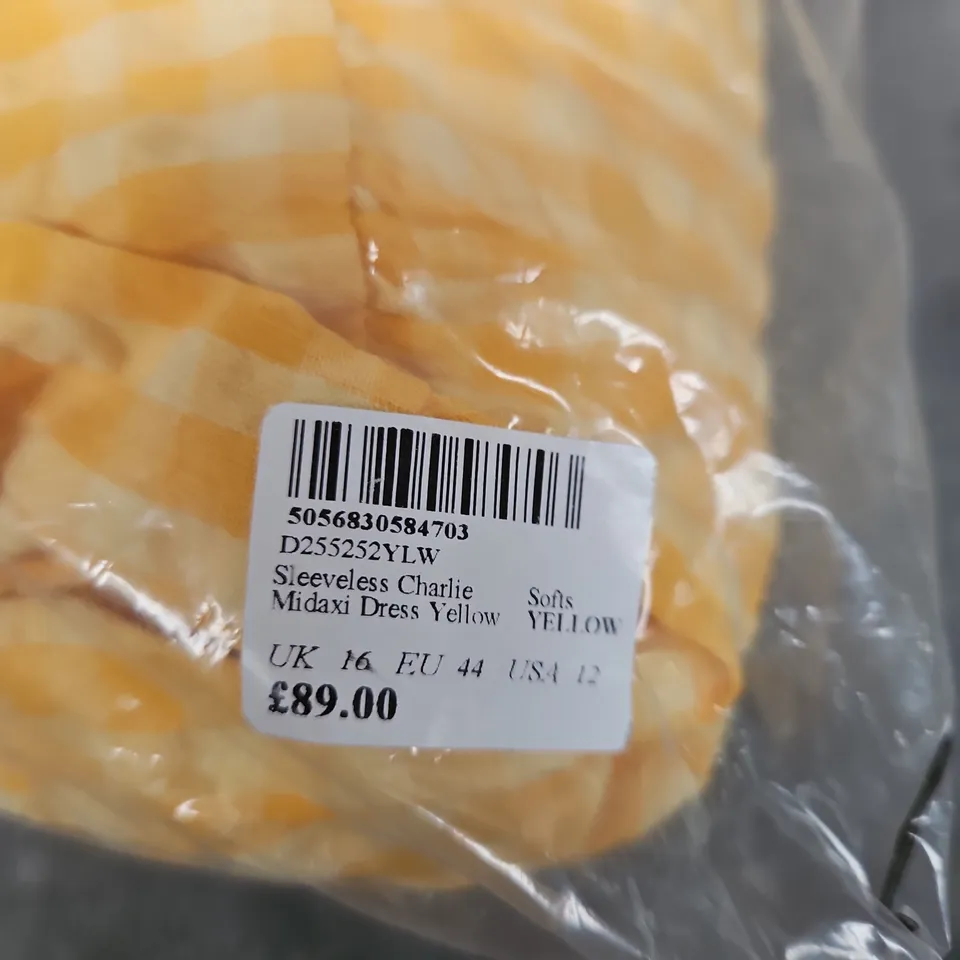 5056830584703
D255252YLW
Sleeveless Charlie
Midaxi Dress Yellow
Softs
YELLOW
UK 16 EU 44 USA 12
£89.00